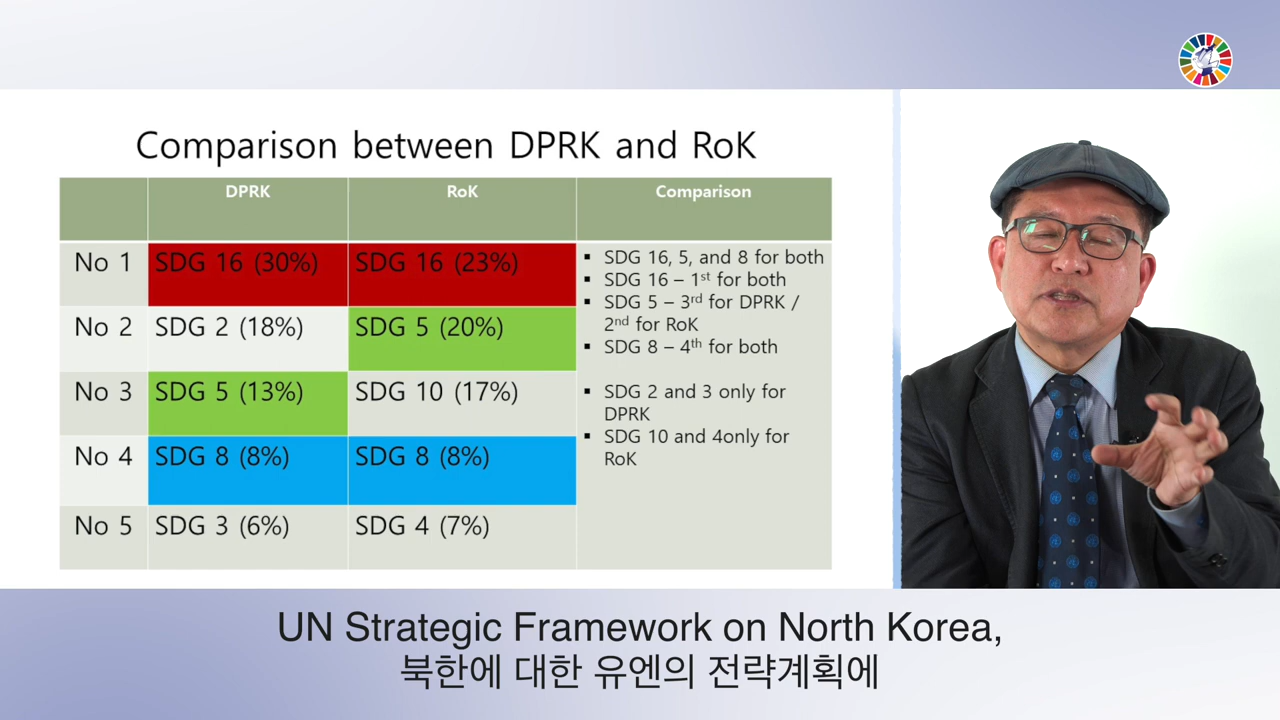 Comparison between DPRK and RoK
DPRK RoK Comparison
No 1 SDG 16 (30%) SDG 16 (23%)
No 2 SDG 2 (18%) SDG 5 (20%)
No 3 SDG 5 (13%) SDG 10 (17%)
No 4 SDG 8 (8%) SDG 8 (8%)
No 5 SDG 3 (6%) SDG 4 (7%)
▪ SDG 16, 5, and 8 for both
▪ SDG 16 – 1st for both
▪ SDG 5 – 3rd for DPRK /
2nd for RoK
▪ SDG 8 – 4th for both
▪ SDG 2 and 3 only for
DPRK
▪ SDG 10 and 4only for
RoK
UN Strategic Framework on North Korea,
북한에 대한 유엔의 전략계획에